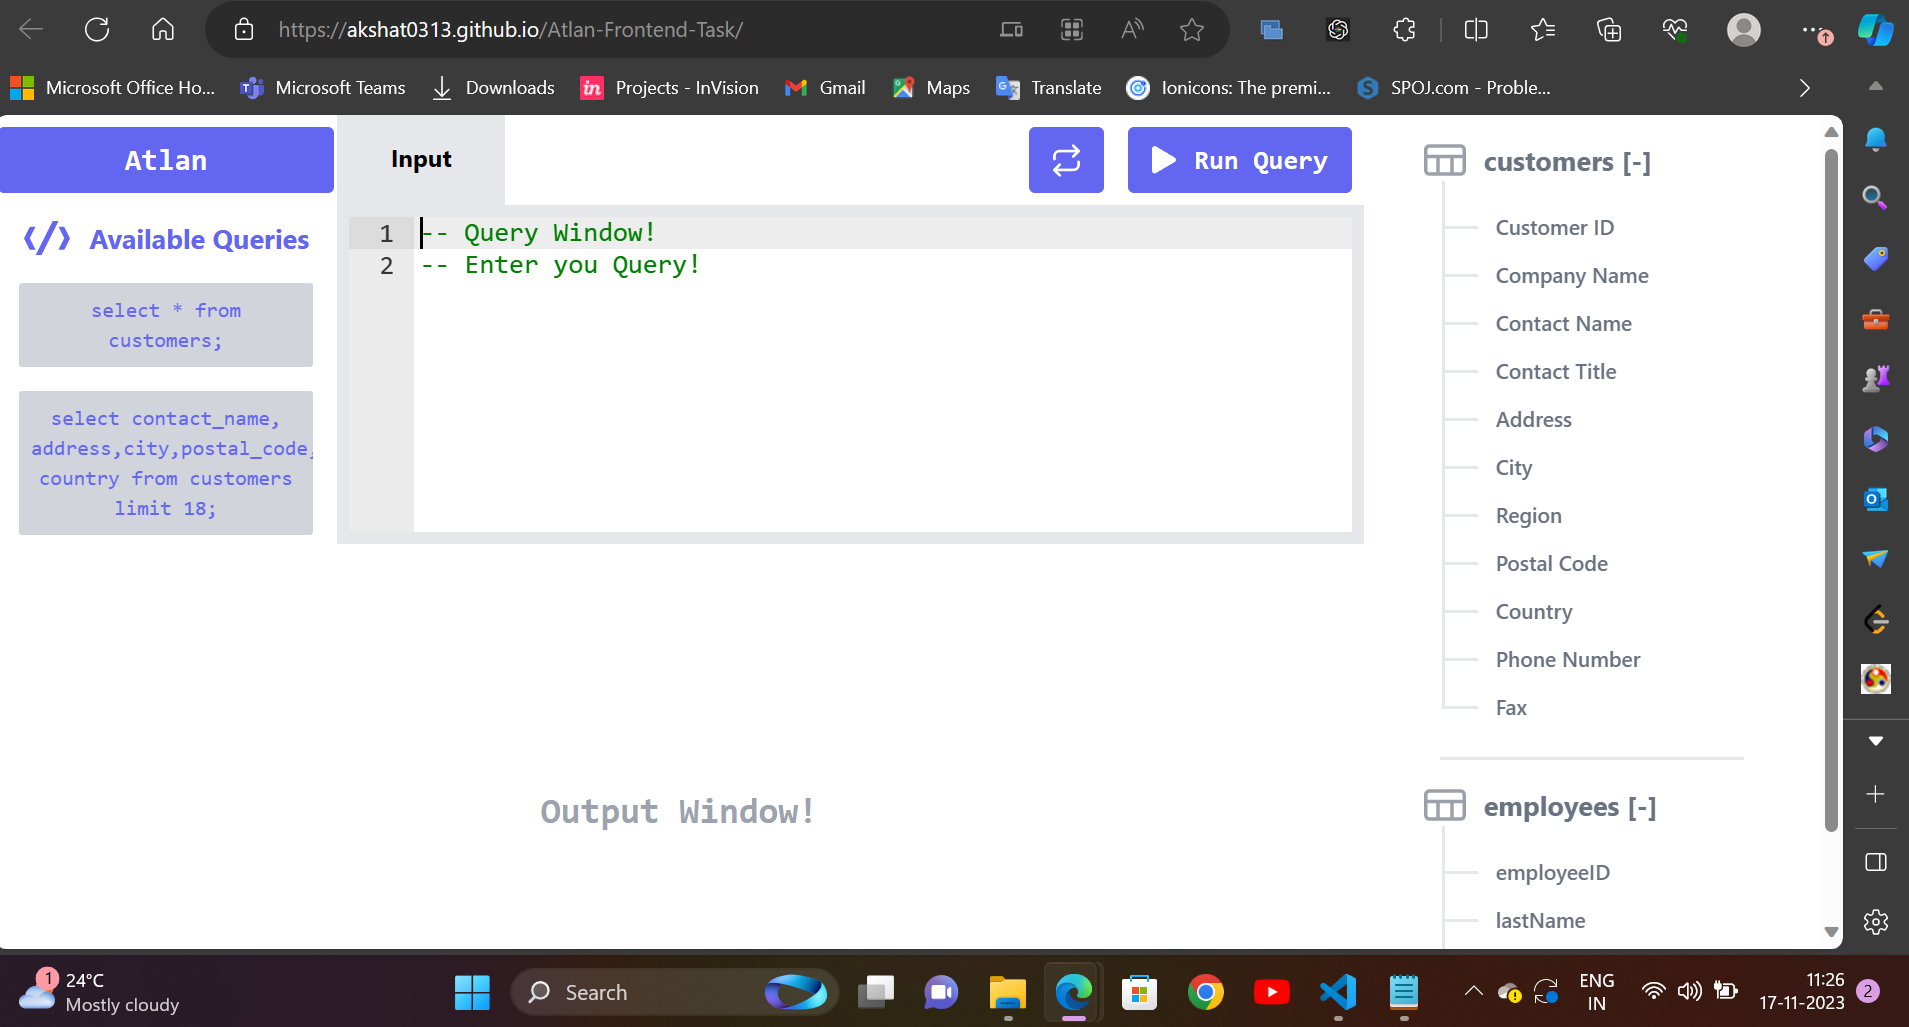 https://akshat0313.github.io/Atlan-Frontend-Task/
Microsoft Office Ho...
Microsoft Teams
Downloads
in
Projects - InVision
Gmail
Maps
Translate
Ionicons: The premi...
S
SPOJ.com - Proble...
Atlan
Input
Run Query
customers [-]
Available Queries
select * from
customers;
select contact_name,
address,city,postal_code,
country from customers
limit 18;
1 -- Query Window!
2 -- Enter you Query!
Customer ID
Company Name
Contact Name
Contact Title
Address
City
Region
Postal Code
Country
Phone Number
Fax
Output Window!
employees [-]
employeeID
lastName
1
24°C
Mostly cloudy
Search
ENG
IN
11:26
17-11-2023
2